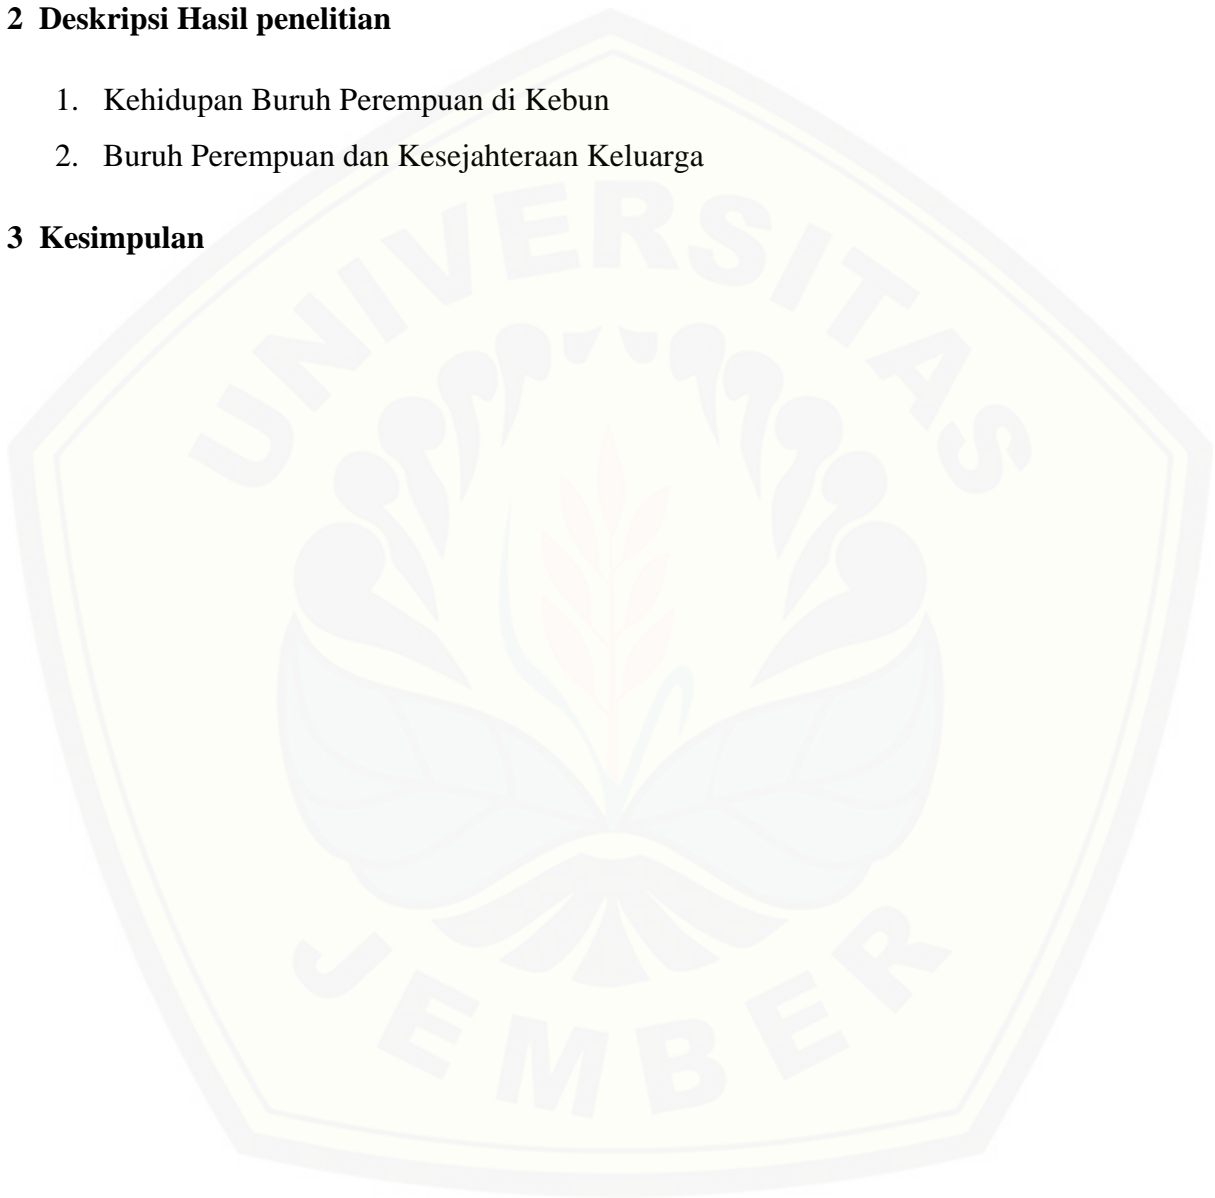 2 Deskripsi Hasil penelitian
1. Kehidupan Buruh Perempuan di Kebun
2. Buruh Perempuan dan Kesejahteraan Keluarga
3 Kesimpulan
UNIVERSITAS
JEMBER